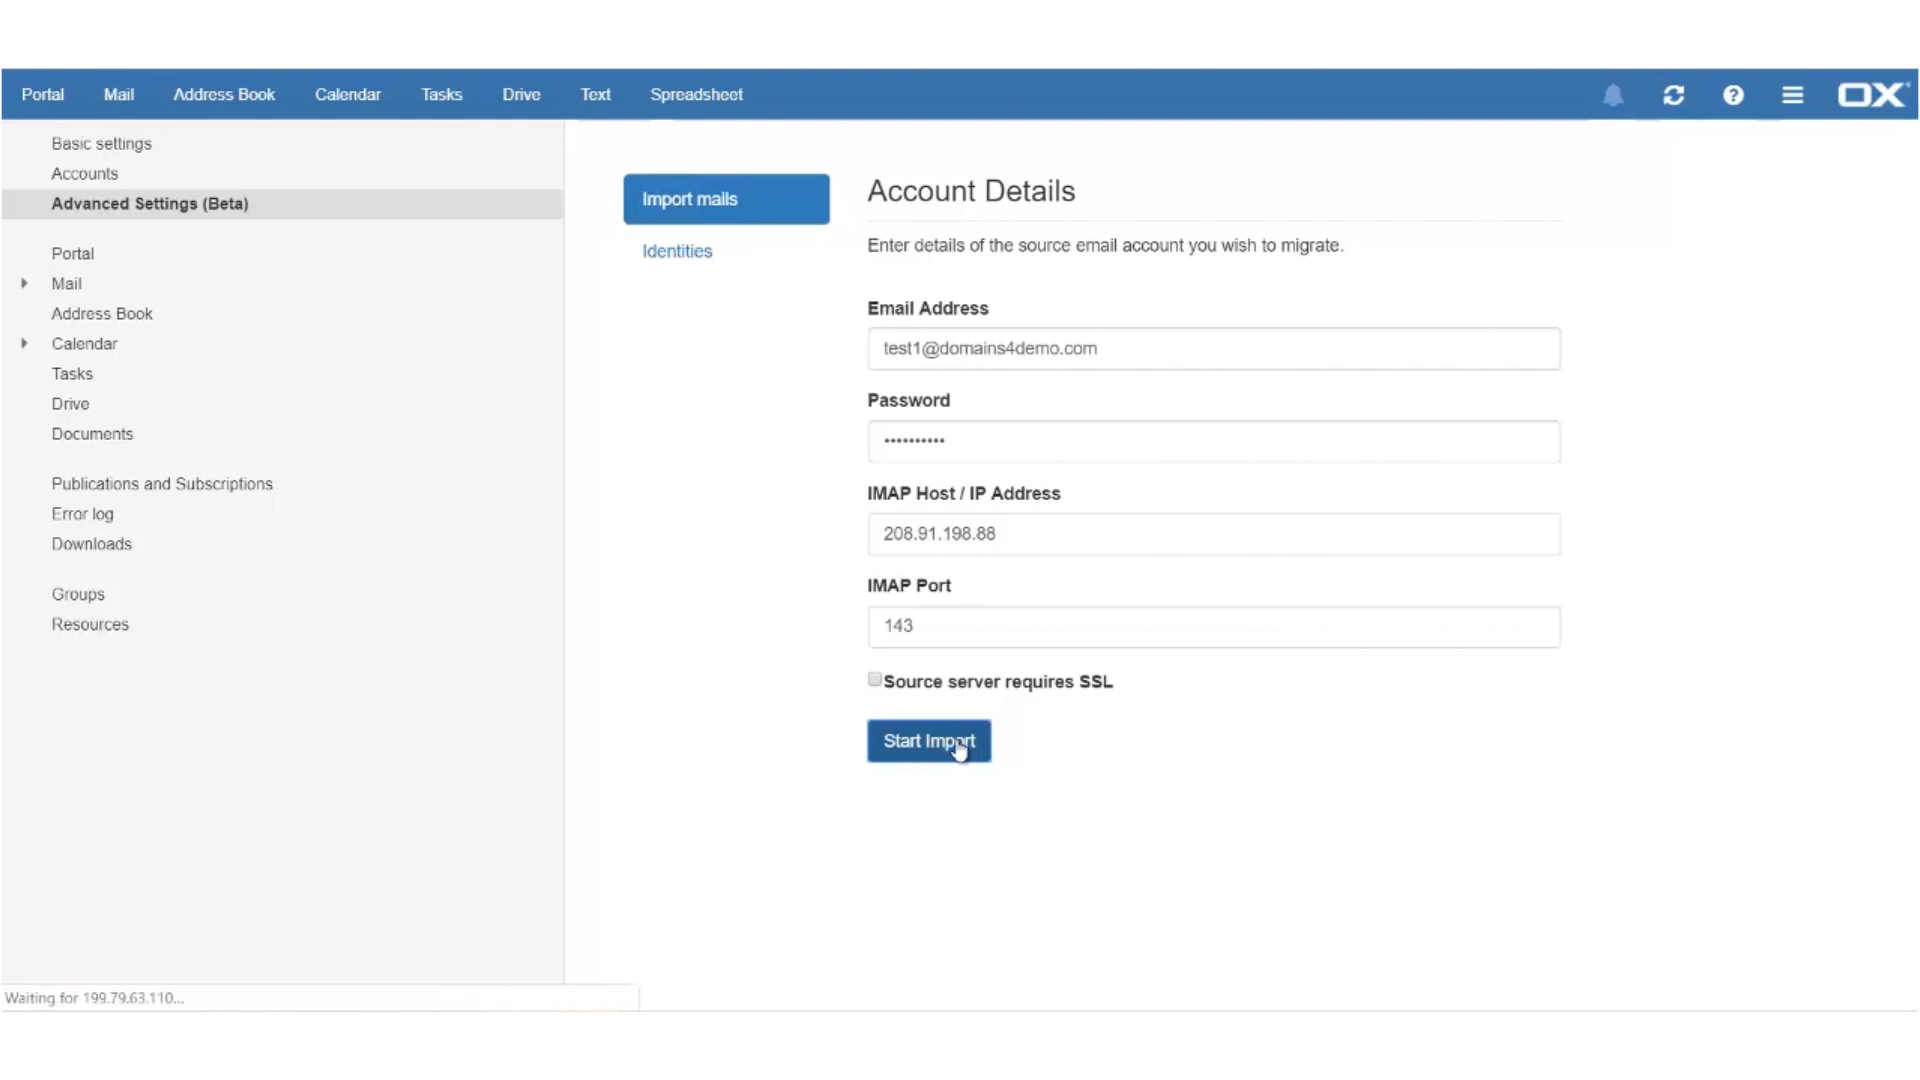 Portal Mail Address Book Calendar Tasks Drive Text Spreadsheet OX
Basic settings
Accounts
Advanced Settings (Beta)
Portal
Mail
Address Book
Calendar
Tasks
Drive
Documents
Publications and Subscriptions
Error log
Downloads
Groups
Resources
Import mails
Identities
Account Details
Enter details of the source email account you wish to migrate.
Email Address
test1@domains4demo.com
Password
••••••••••
IMAP Host / IP Address
208.91.198.88
IMAP Port
143
Source server requires SSL
Start Import
Waiting for 199.79.63.110...